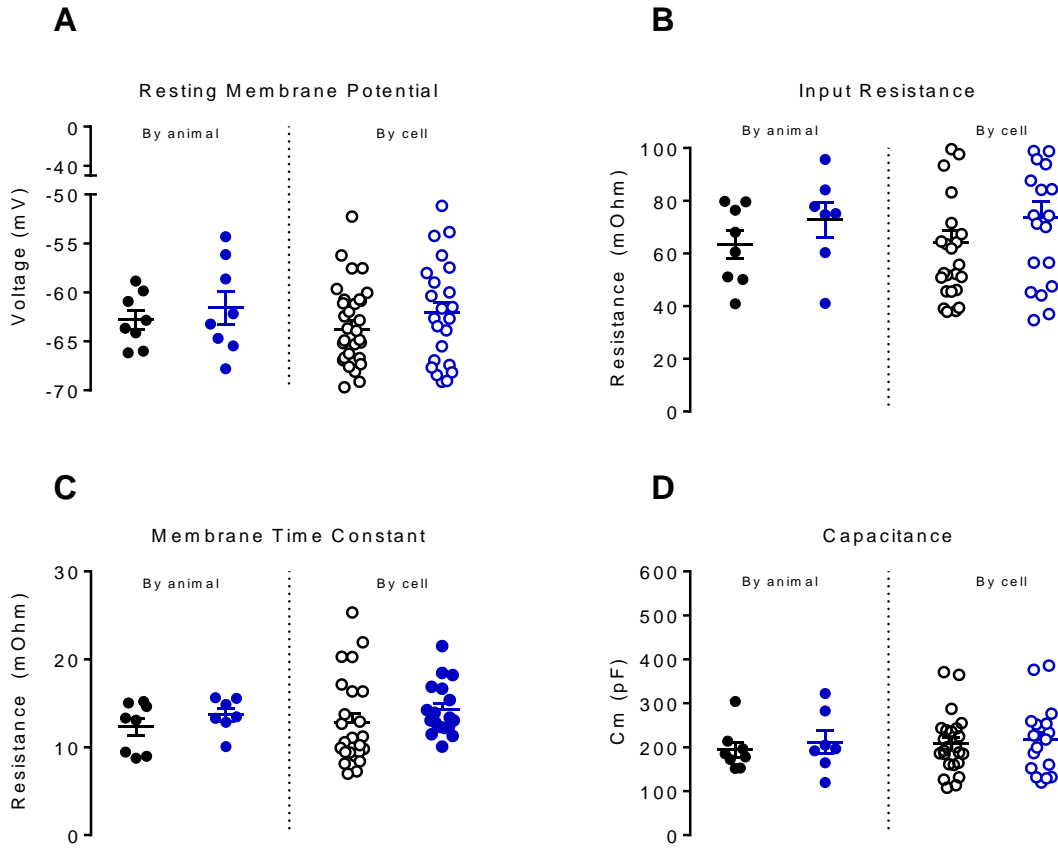 A
Resting Membrane Potential
By animal
By cell
Voltage (mV)
0
-40
-50
-55
-60
-65
-70
B
Input Resistance
By animal
By cell
Resistance (mOhm)
100
80
60
40
20
0
C
Membrane Time Constant
By animal
By cell
Resistance (mOhm)
30
20
10
0
D
Capacitance
By animal
By cell
Cm (pF)
600
500
400
300
200
100
0